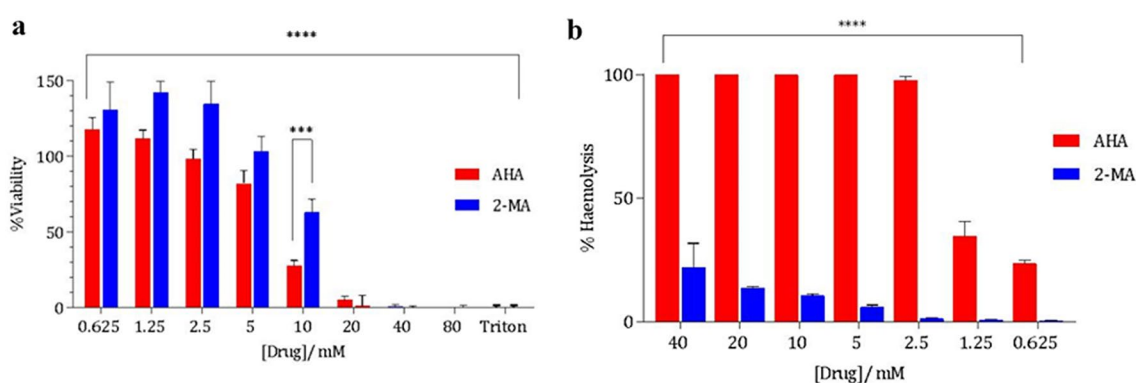 a
****
150
100
50
0
%Viability
***
AHA
2-MA
0.625 1.25 2.5 5 10 20 40 80 Triton
[Drug]/ mM
b
****
100
50
0
% Haemolysis
AHA
2-MA
40 20 10 5 2.5 1.25 0.625
[Drug]/ mM